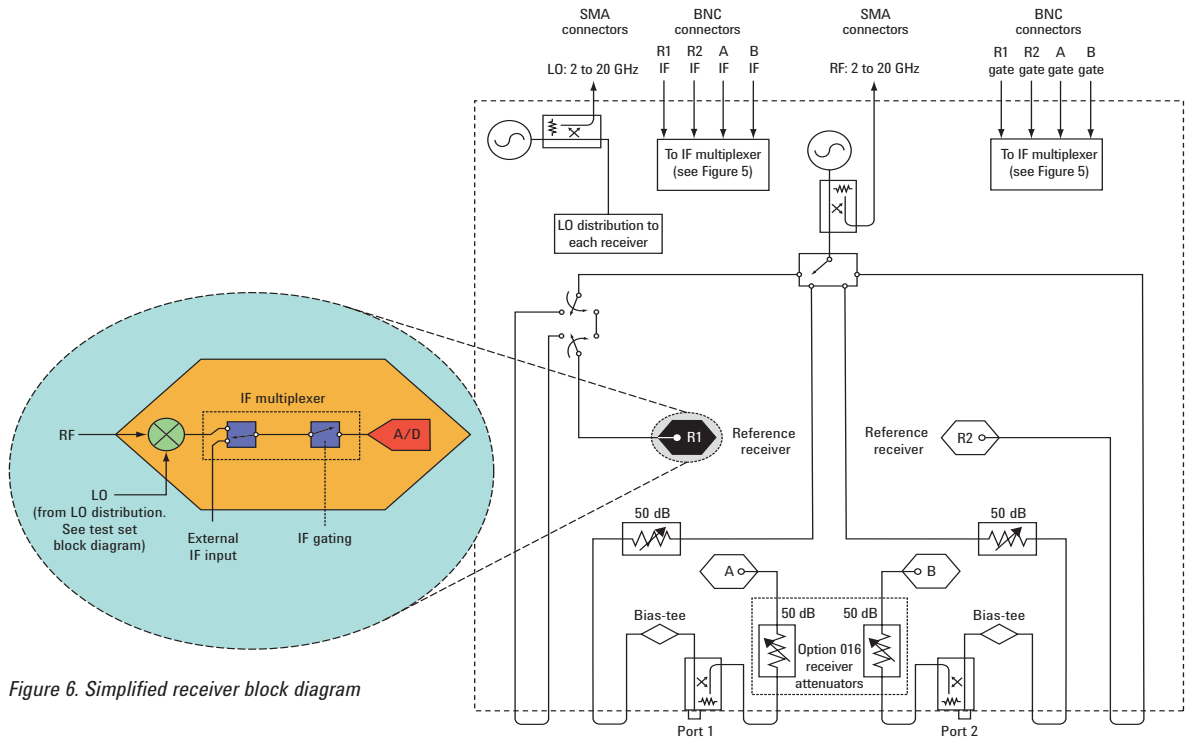 SMA
connectors
BNC
connectors
SMA
connectors
BNC
connectors
LO: 2 to 20 GHz
R1
IF
R2
IF
A
IF
B
IF
RF: 2 to 20 GHz
R1
gate
R2
gate
A
gate
B
gate
To IF multiplexer
(see Figure 5)
To IF multiplexer
(see Figure 5)
LO distribution to
each receiver
IF multiplexer
RF
A/D
LO
(from LO distribution.
See test set
block diagram)
External
IF input
IF gating
R1
Reference
receiver
Reference
receiver
R2
50 dB
50 dB
A
B
Bias-tee
50 dB
50 dB
Bias-tee
Option 016
receiver
attenuators
Port 1
Port 2
Figure 6. Simplified receiver block diagram